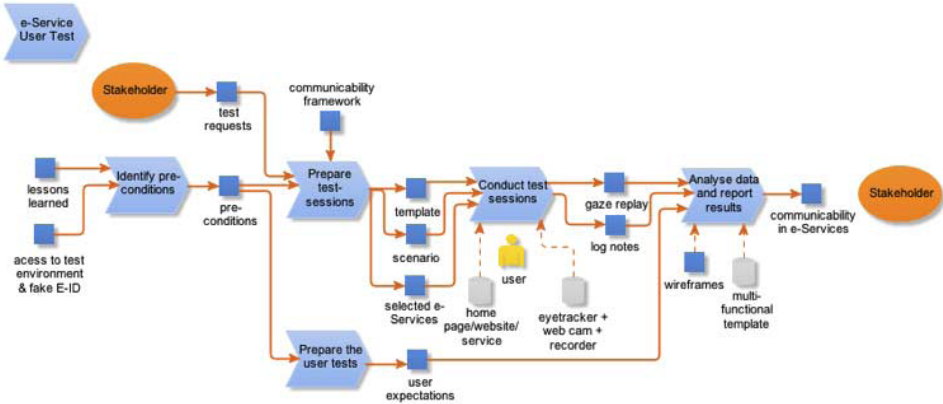 e-Service
User Test
Stakeholder
test
requests
communicability
framework
lessons
learned
Identify pre-
conditions
pre-
conditions
acess to test
environment
& fake E-ID
Prepare
test-
sessions
template
scenario
selected e-
Services
Conduct test
sessions
user
home
page/website/
service
eyetracker +
web cam +
recorder
gaze replay
log notes
Analyse data
and report
results
wireframes
multi-
functional
template
communicability
in e-Services
Stakeholder
Prepare the
user tests
user
expectations